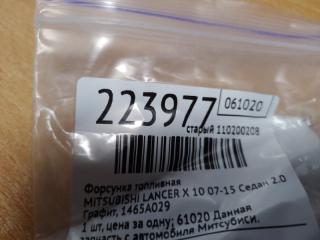 223977
061020
старый 110200208
Форсунка топливная
MITSUBISHI LANCER X 10 07-15 Седан 2.0
Графит, 1465A029
1 шт, цена за одну; 61020 Данная
запчасть с автомобиля Митсубиси.